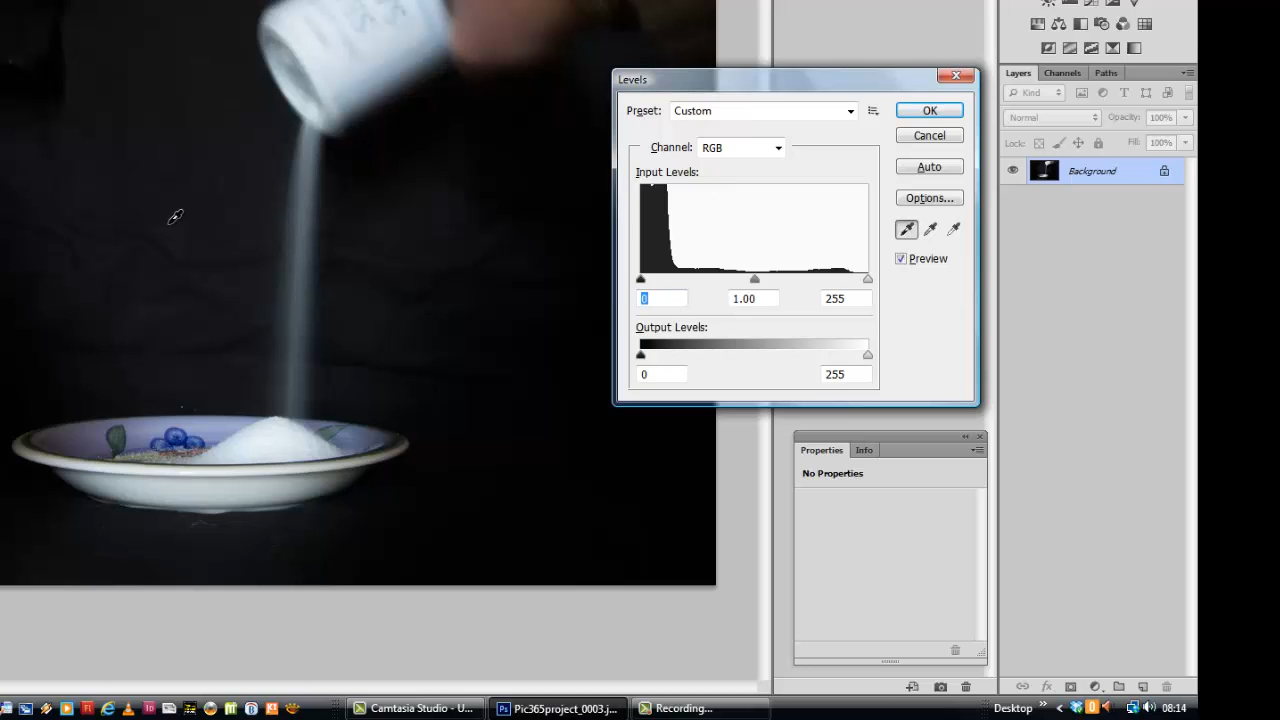 Levels
Preset: Custom
OK
Channel: RGB
Cancel
Input Levels:
Auto
Options...
Preview
0 1.00 255
Output Levels:
0 255
Layers Channels Paths
Kind
Normal Opacity: 100%
Lock: Fill: 100%
Background
Properties Info
No Properties
Camtasia Studio - U...
Pic365project_0003.j...
Recording...
Desktop
08:14